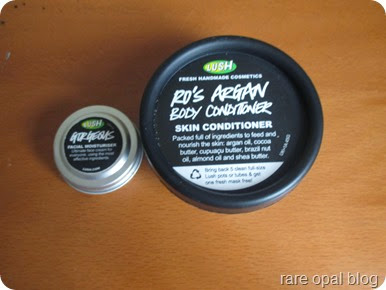 LUSH
GORGEOUS
FACIAL MOISTURISER
LUSH
FRESH HANDMADE COSMETICS
RO'S ARGAN
BODY CONDITIONER
SKIN CONDITIONER
Packed full of ingredients to feed and
nourish the skin: argan oil, cocoa
butter, cupuaçu butter, brazil nut
oil, almond oil and shea butter.
Bring back 5 clean full-size
Lush pots or tubes & get
one fresh mask free!
rare opal blog